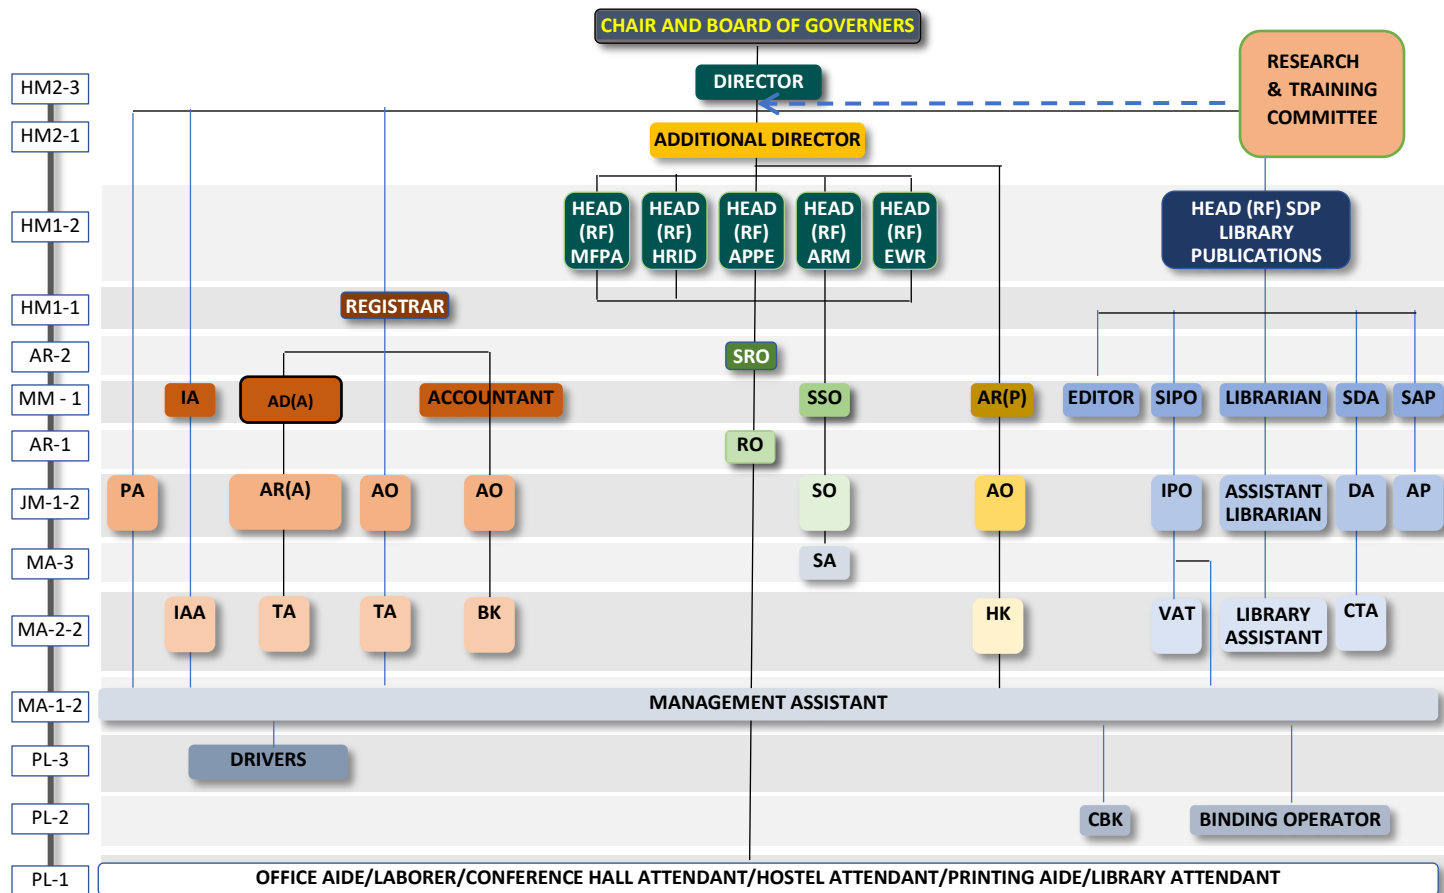 CHAIR AND BOARD OF GOVERNERS
RESEARCH
& TRAINING
COMMITTEE
HM2-3
DIRECTOR
HM2-1
ADDITIONAL DIRECTOR
HM1-2
HEAD
(RF)
MFPA
HEAD
(RF)
HRID
HEAD
(RF)
APPE
HEAD
(RF)
ARM
HEAD
(RF)
EWR
HEAD (RF) SDP
LIBRARY
PUBLICATIONS
HM1-1
REGISTRAR
AR-2
SRO
MM - 1
IA
AD(A)
ACCOUNTANT
SSO
AR(P)
EDITOR
SIPO
LIBRARIAN
SDA
SAP
AR-1
RO
JM-1-2
PA
AR(A)
AO
AO
SO
AO
IPO
ASSISTANT
LIBRARIAN
DA
AP
MA-3
SA
MA-2-2
IAA
TA
TA
BK
HK
VAT
LIBRARY
ASSISTANT
CTA
MA-1-2
MANAGEMENT ASSISTANT
PL-3
DRIVERS
PL-2
CBK
BINDING OPERATOR
PL-1
OFFICE AIDE/LABORER/CONFERENCE HALL ATTENDANT/HOSTEL ATTENDANT/PRINTING AIDE/LIBRARY ATTENDANT